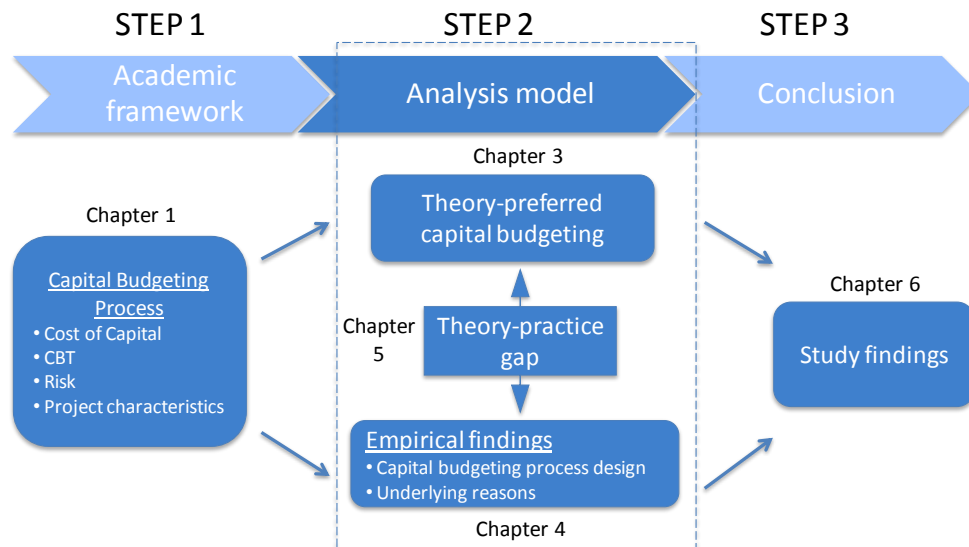 STEP 1
STEP 2
STEP 3
Academic
framework
Analysis model
Conclusion
Chapter 3
Theory-preferred
capital budgeting
Chapter 1
Capital Budgeting
Process
• Cost of Capital
• CBT
• Risk
• Project characteristics
Chapter
5
Theory-practice
gap
Chapter 6
Study findings
Empirical findings
• Capital budgeting process design
• Underlying reasons
Chapter 4